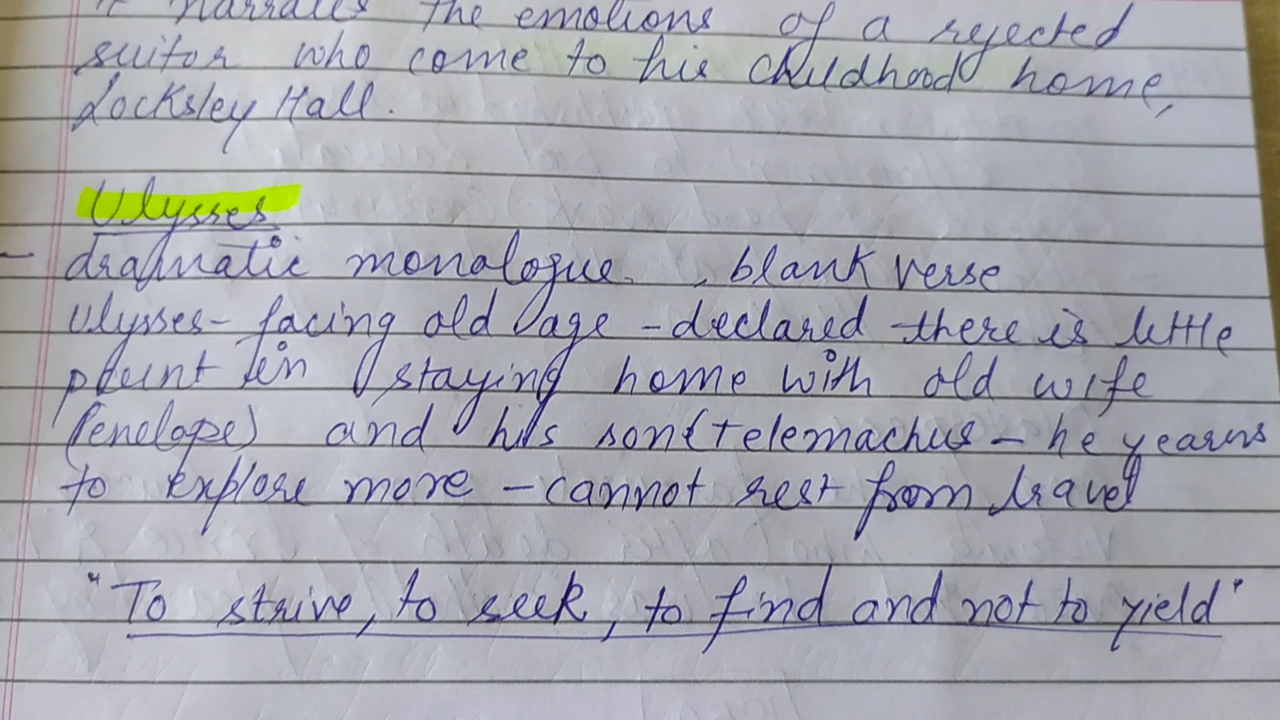 It narrates the emotions of a rejected
suitor who come to his childhood home,
Locksley Hall.
Ulysses
- dramatic monologue. , blank verse
Ulysses - facing old age - declared there is little
point in staying home with old wife
(Penelope) and his son (Telemachus - he yearns
to explore more - cannot rest from travel
"To strive, to seek, to find and not to yield"